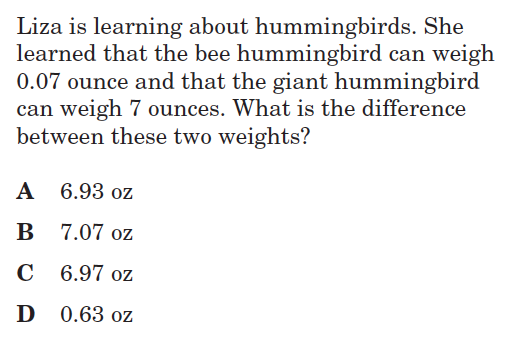 Liza is learning about hummingbirds. She
learned that the bee hummingbird can weigh
0.07 ounce and that the giant hummingbird
can weigh 7 ounces. What is the difference
between these two weights?
A 6.93 oz
B 7.07 oz
C 6.97 oz
D 0.63 oz